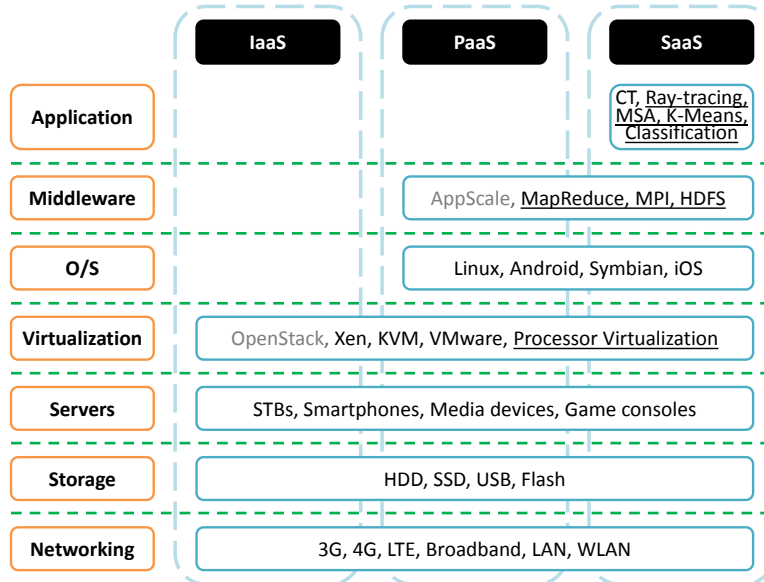 IaaS
PaaS
SaaS
Application
CT, Ray-tracing,
MSA, K-Means,
Classification
Middleware
AppScale, MapReduce, MPI, HDFS
O/S
Linux, Android, Symbian, iOS
Virtualization
OpenStack, Xen, KVM, VMware, Processor Virtualization
Servers
STBs, Smartphones, Media devices, Game consoles
Storage
HDD, SSD, USB, Flash
Networking
3G, 4G, LTE, Broadband, LAN, WLAN